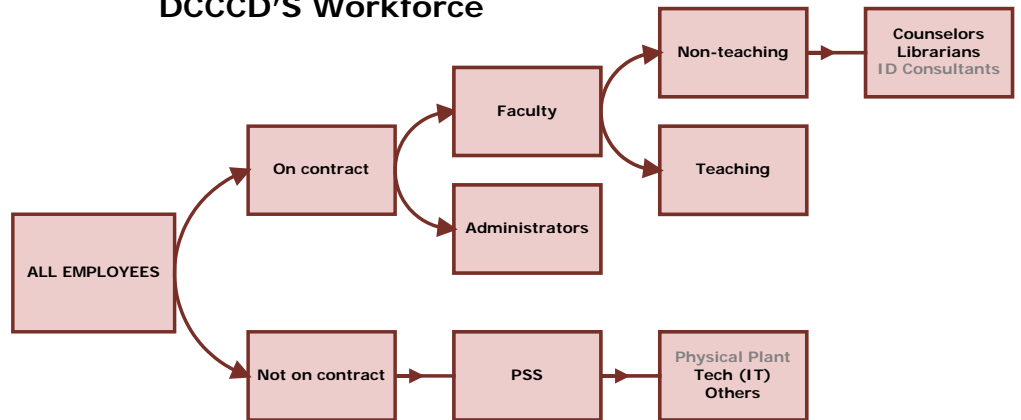 DCCCD'S Workforce
Non-teaching
Counselors
Librarians
ID Consultants
Faculty
On contract
Teaching
Administrators
ALL EMPLOYEES
Not on contract
PSS
Physical Plant
Tech (IT)
Others